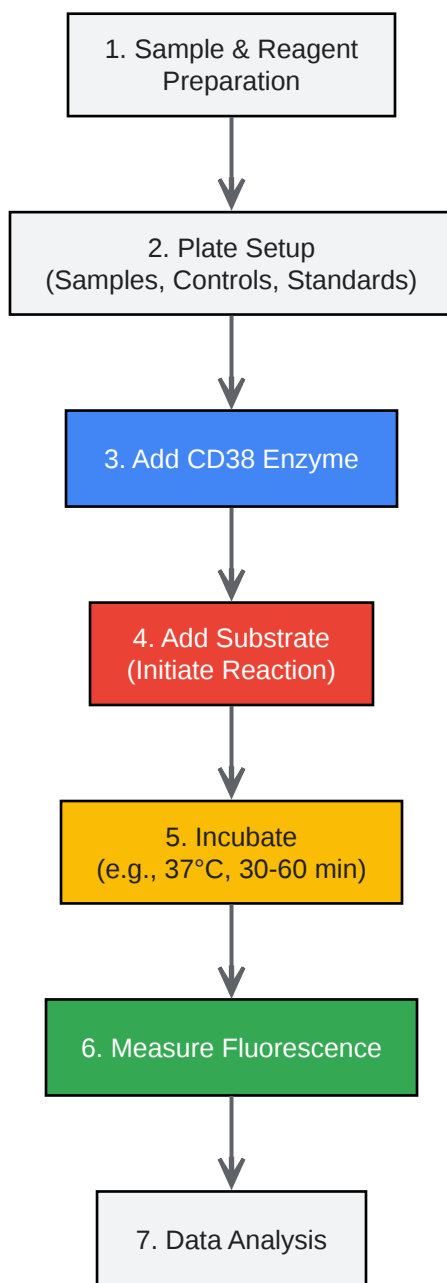 1. Sample & Reagent
Preparation
2. Plate Setup
(Samples, Controls, Standards)
3. Add CD38 Enzyme
4. Add Substrate
(Initiate Reaction)
5. Incubate
(e.g., 37°C, 30-60 min)
6. Measure Fluorescence
7. Data Analysis